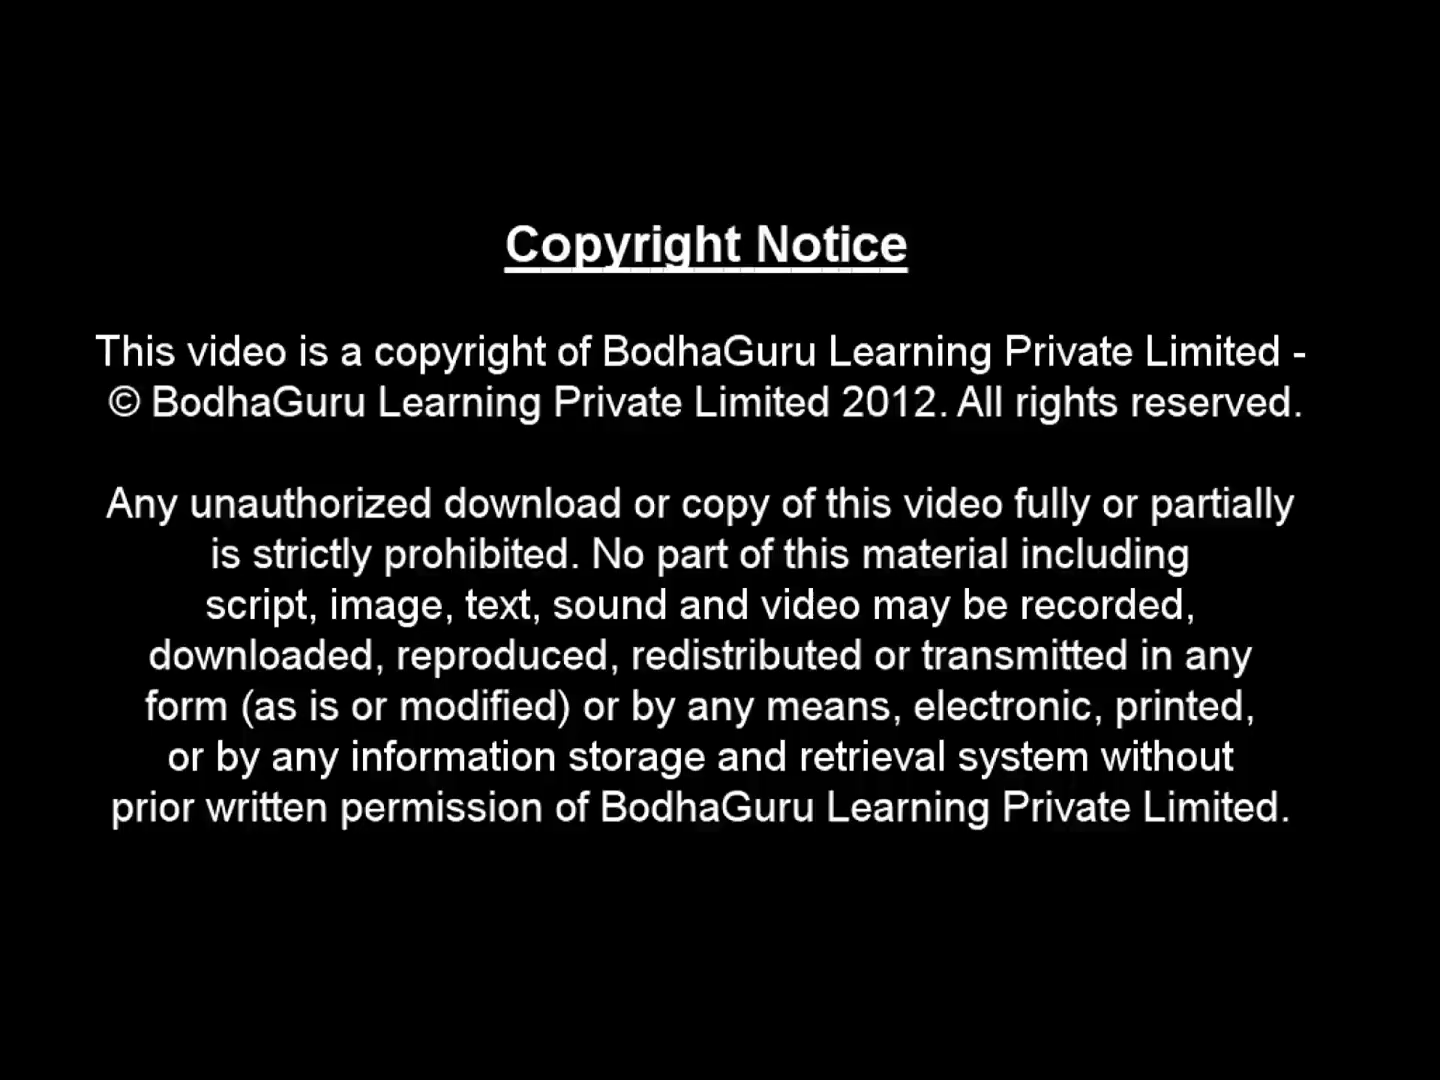 Copyright Notice
This video is a copyright of BodhaGuru Learning Private Limited -
© BodhaGuru Learning Private Limited 2012. All rights reserved.
Any unauthorized download or copy of this video fully or partially
is strictly prohibited. No part of this material including
script, image, text, sound and video may be recorded,
downloaded, reproduced, redistributed or transmitted in any
form (as is or modified) or by any means, electronic, printed,
or by any information storage and retrieval system without
prior written permission of BodhaGuru Learning Private Limited.